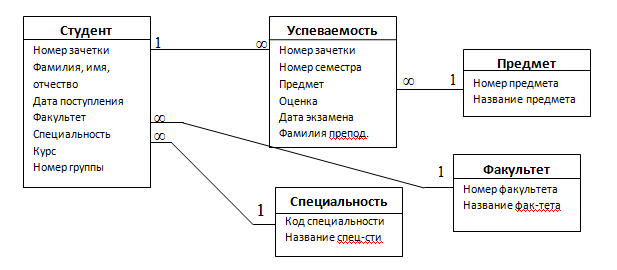 Студент
Номер зачетки
Фамилия, имя,
отчество
Дата поступления
Факультет
Специальность
Курс
Номер группы
1
∞
∞
∞
Успеваемость
Номер зачетки
Номер семестра
Предмет
Оценка
Дата экзамена
Фамилия препод.
∞
1
Предмет
Номер предмета
Название предмета
1
Факультет
Номер факультета
Название фак-тета
1
Специальность
Код специальности
Название спец-сти